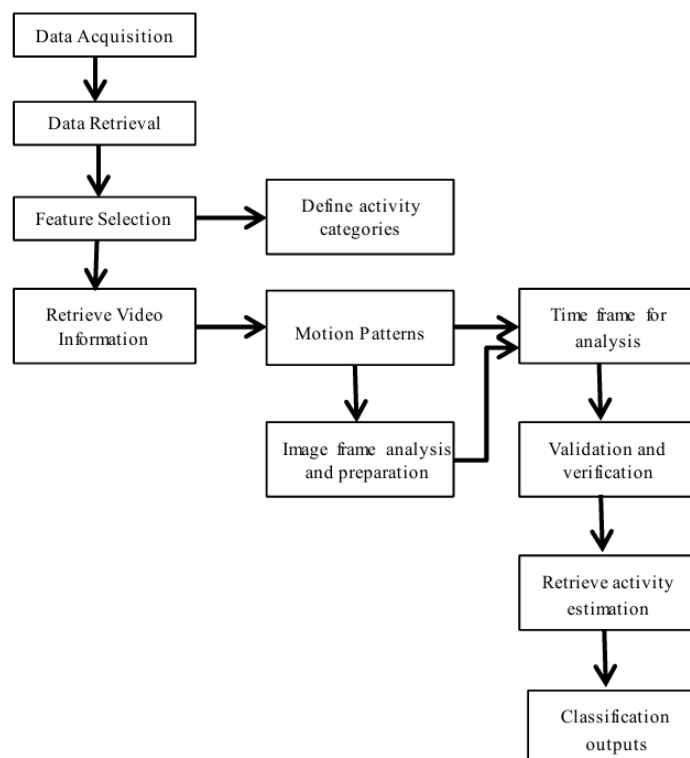 Data Acquisition
Data Retrieval
Feature Selection
Define activity
categories
Retrieve Video
Information
Motion Patterns
Time frame for
analysis
Image frame analysis
and preparation
Validation and
verification
Retrieve activity
estimation
Classification
outputs